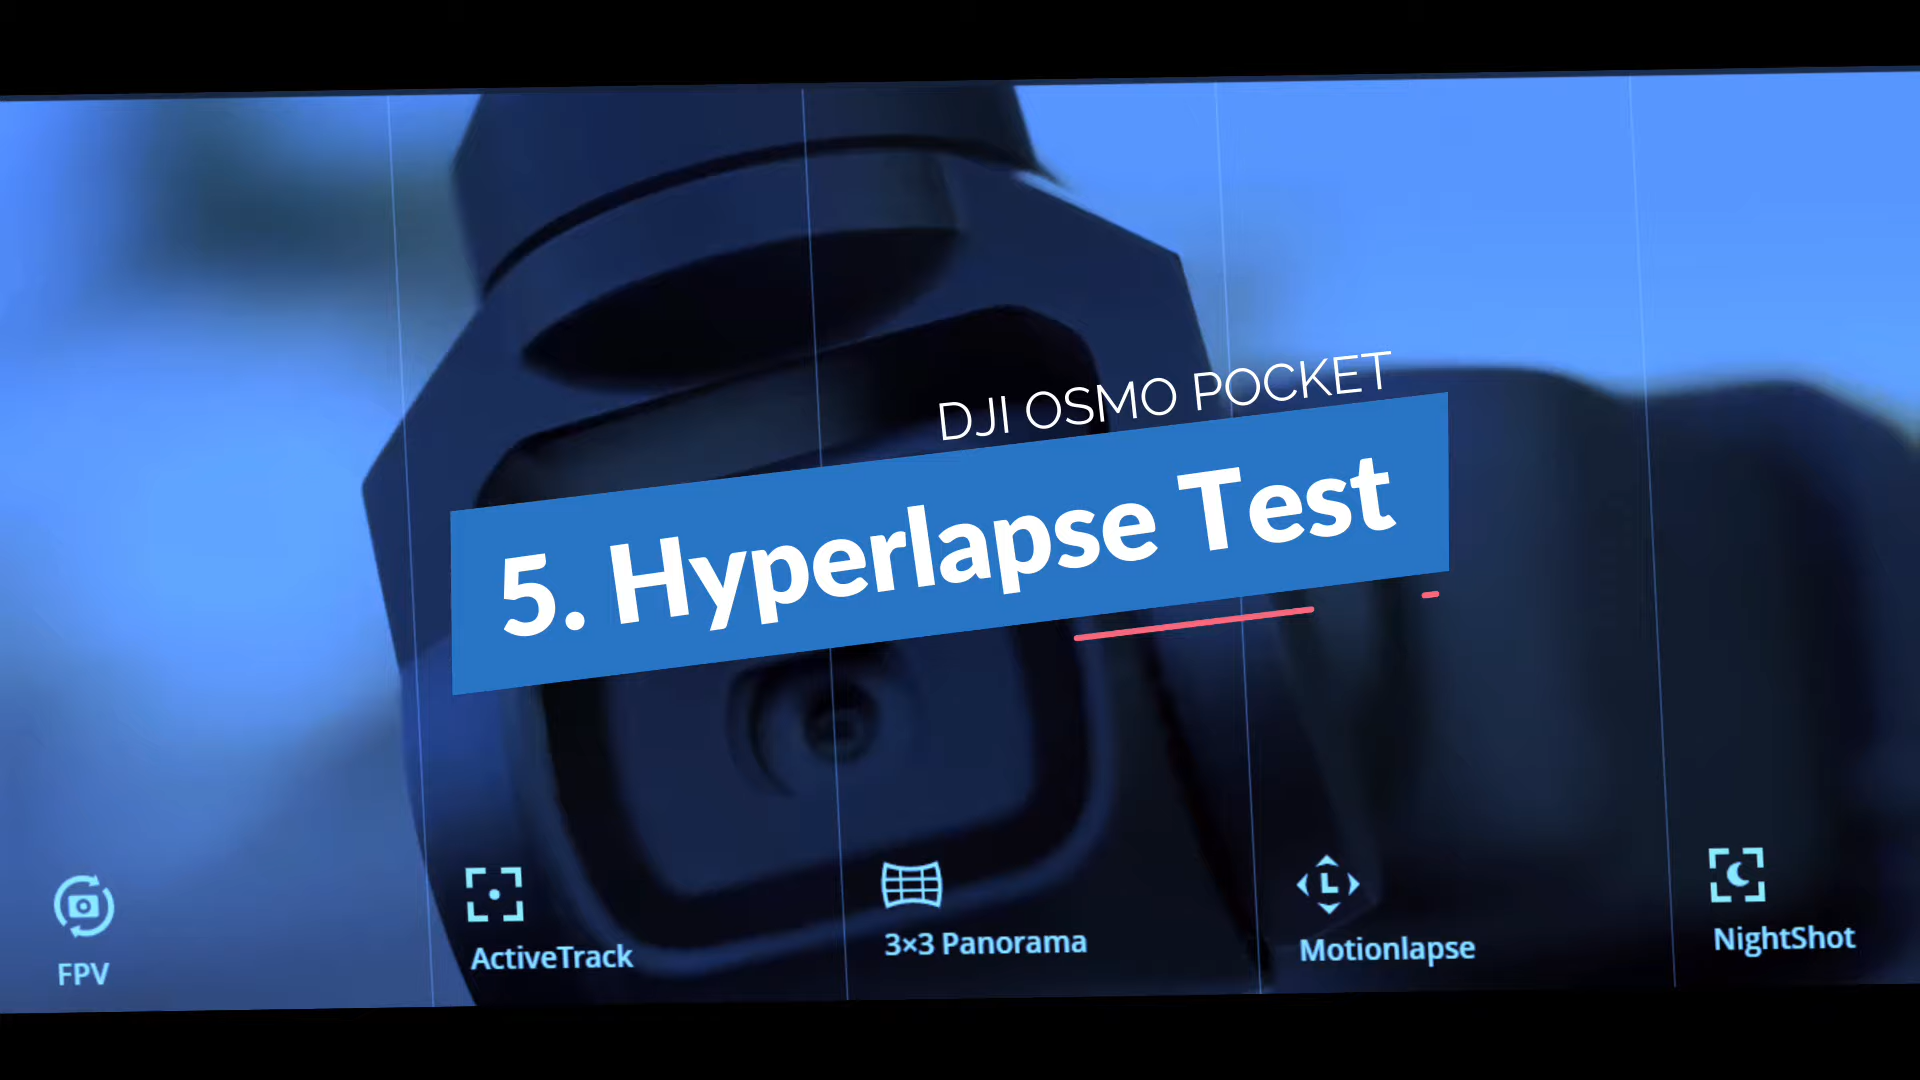 DJI OSMO POCKET
5. Hyperlapse Test
FPV
ActiveTrack
3×3 Panorama
Motionlapse
NightShot